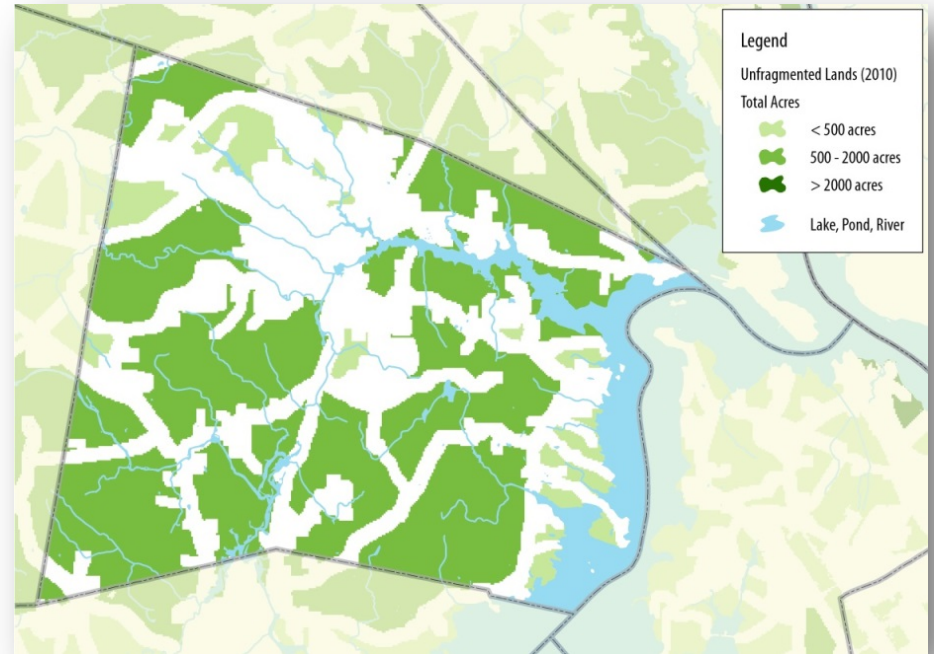 Legend
Unfragmented Lands (2010)
Total Acres
< 500 acres
500 - 2000 acres
> 2000 acres
Lake, Pond, River